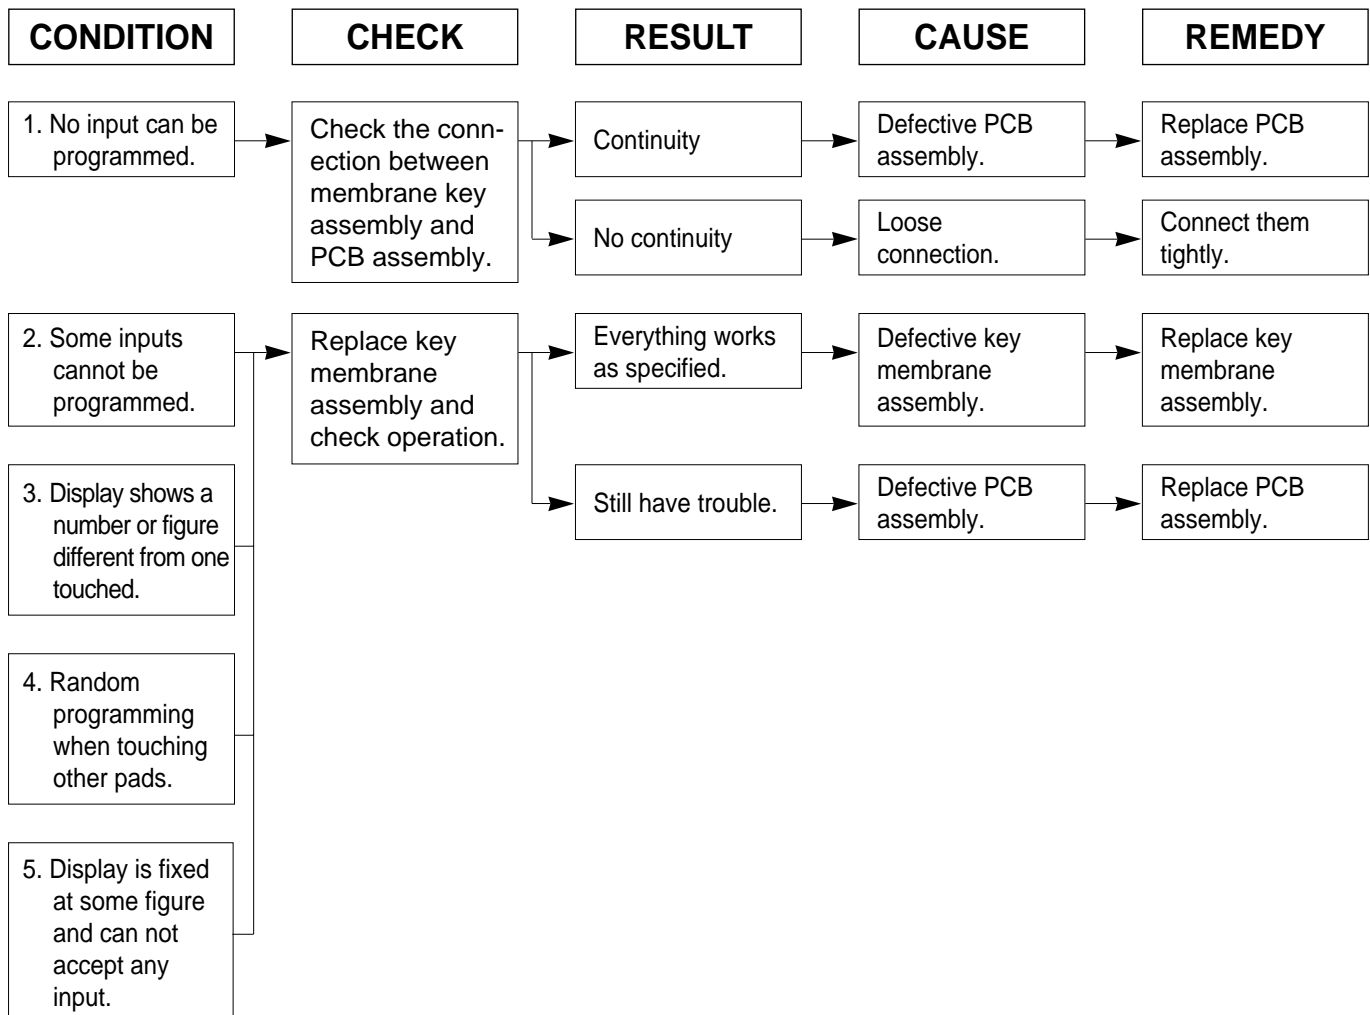 CONDITION
CHECK
RESULT
CAUSE
REMEDY
1. No input can be
programmed.
Check the conn-
ection between
membrane key
assembly and
PCB assembly.
Continuity
Defective PCB
assembly.
Replace PCB
assembly.
No continuity
Loose
connection.
Connect them
tightly.
2. Some inputs
cannot be
programmed.
Replace key
membrane
assembly and
check operation.
Everything works
as specified.
Defective key
membrane
assembly.
Replace key
membrane
assembly.
Still have trouble.
Defective PCB
assembly.
Replace PCB
assembly.
3. Display shows a
number or figure
different from one
touched.
4. Random
programming
when touching
other pads.
5. Display is fixed
at some figure
and can not
accept any
input.